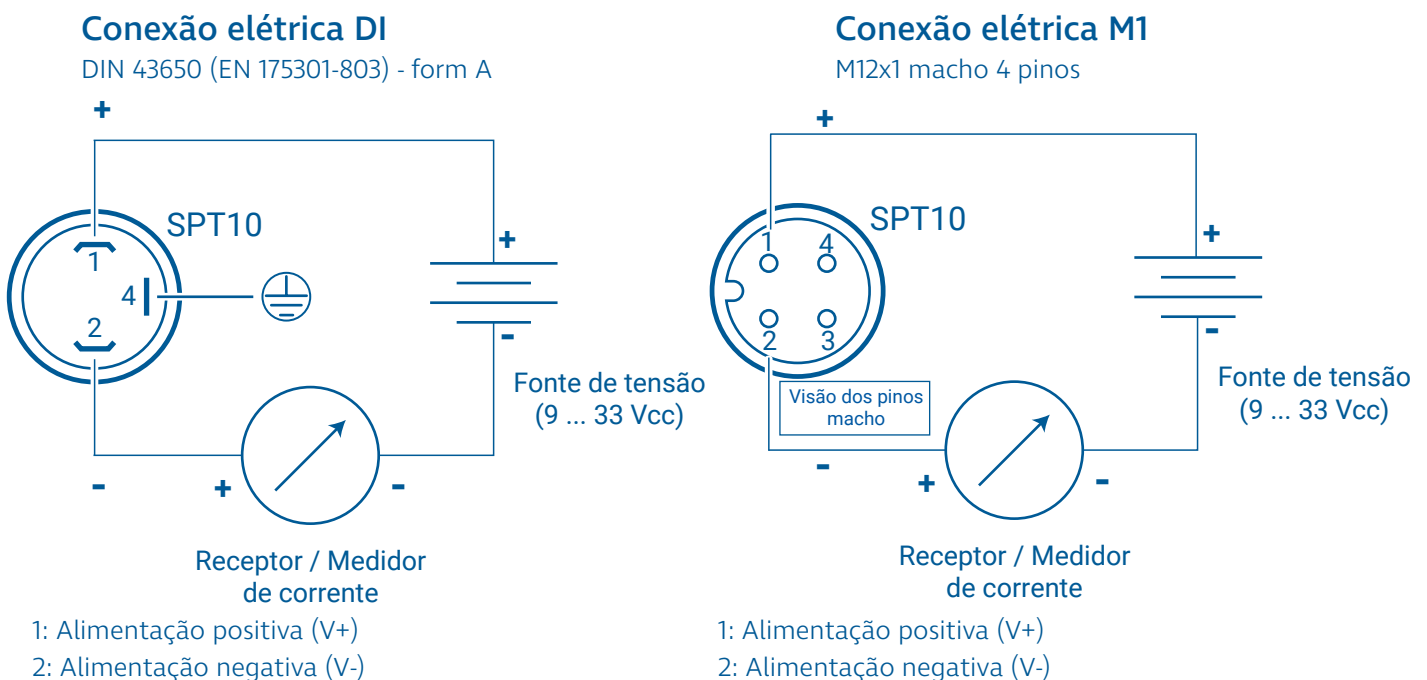 Conexão elétrica DI
DIN 43650 (EN 175301-803) - form A
+
SPT10
1
4
2
+
-
Fonte de tensão
(9 ... 33 Vcc)
-
+
-
Receptor / Medidor
de corrente
1: Alimentação positiva (V+)
2: Alimentação negativa (V-)
Conexão elétrica M1
M12x1 macho 4 pinos
+
SPT10
1 4
2 3
+
-
Fonte de tensão
(9 ... 33 Vcc)
Visão dos pinos
macho
-
+
-
Receptor / Medidor
de corrente
1: Alimentação positiva (V+)
2: Alimentação negativa (V-)